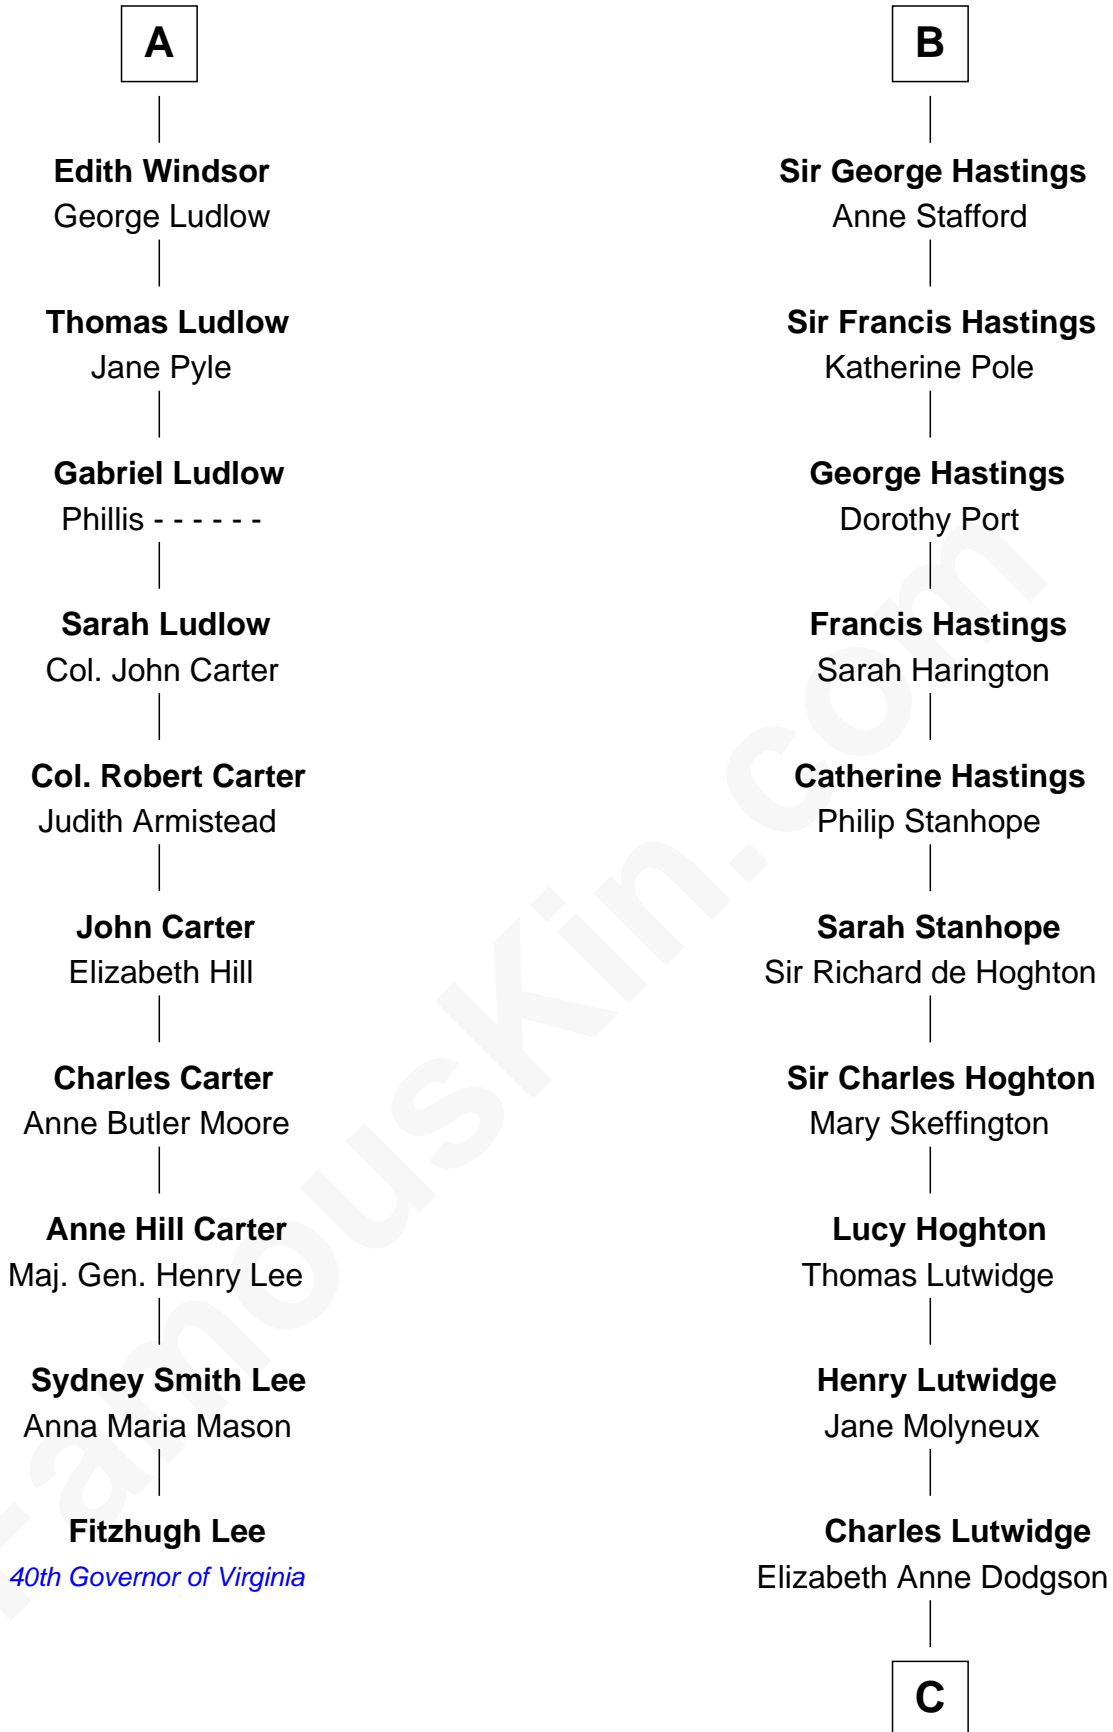 A
Edith Windsor
George Ludlow
Thomas Ludlow
Jane Pyle
Gabriel Ludlow
Phillis - - - - - -
Sarah Ludlow
Col. John Carter
Col. Robert Carter
Judith Armistead
John Carter
Elizabeth Hill
Charles Carter
Anne Butler Moore
Anne Hill Carter
Maj. Gen. Henry Lee
Sydney Smith Lee
Anna Maria Mason
Fitzhugh Lee
40th Governor of Virginia
B
Sir George Hastings
Anne Stafford
Sir Francis Hastings
Katherine Pole
George Hastings
Dorothy Port
Francis Hastings
Sarah Harington
Catherine Hastings
Philip Stanhope
Sarah Stanhope
Sir Richard de Hoghton
Sir Charles Hoghton
Mary Skeffington
Lucy Hoghton
Thomas Lutwidge
Henry Lutwidge
Jane Molyneux
Charles Lutwidge
Elizabeth Anne Dodgson
C
FamousKin.com